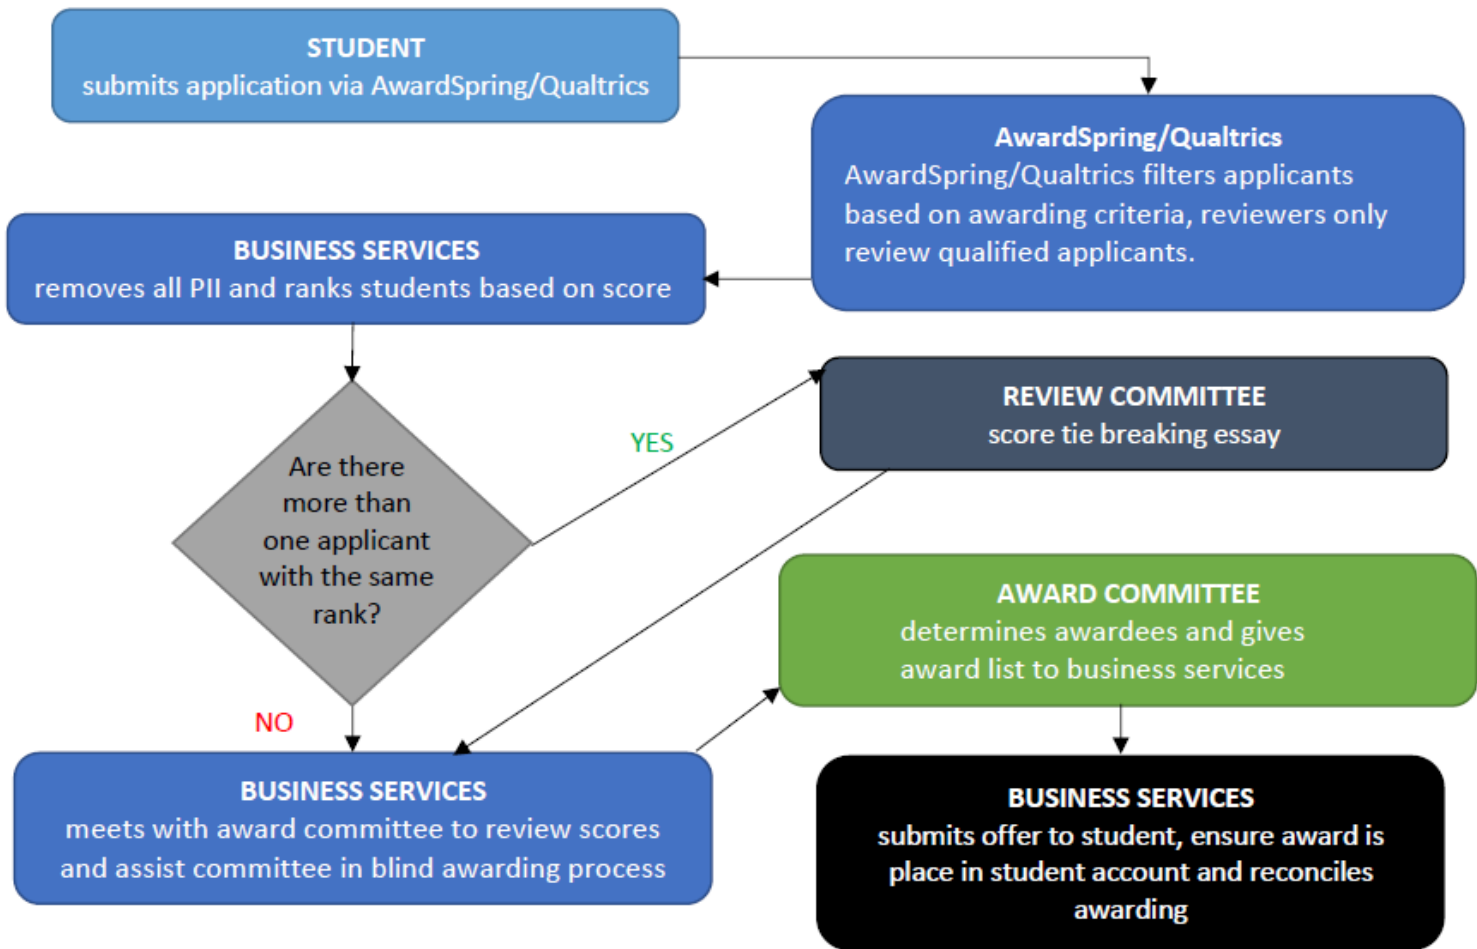 STUDENT
submits application via AwardSpring/Qualtrics
AwardSpring/Qualtrics
AwardSpring/Qualtrics filters applicants
based on awarding criteria, reviewers only
review qualified applicants.
BUSINESS SERVICES
removes all PII and ranks students based on score
Are there
more than
one applicant
with the same
rank?
YES
REVIEW COMMITTEE
score tie breaking essay
NO
BUSINESS SERVICES
meets with award committee to review scores
and assist committee in blind awarding process
AWARD COMMITTEE
determines awardees and gives
award list to business services
BUSINESS SERVICES
submits offer to student, ensure award is
place in student account and reconciles
awarding